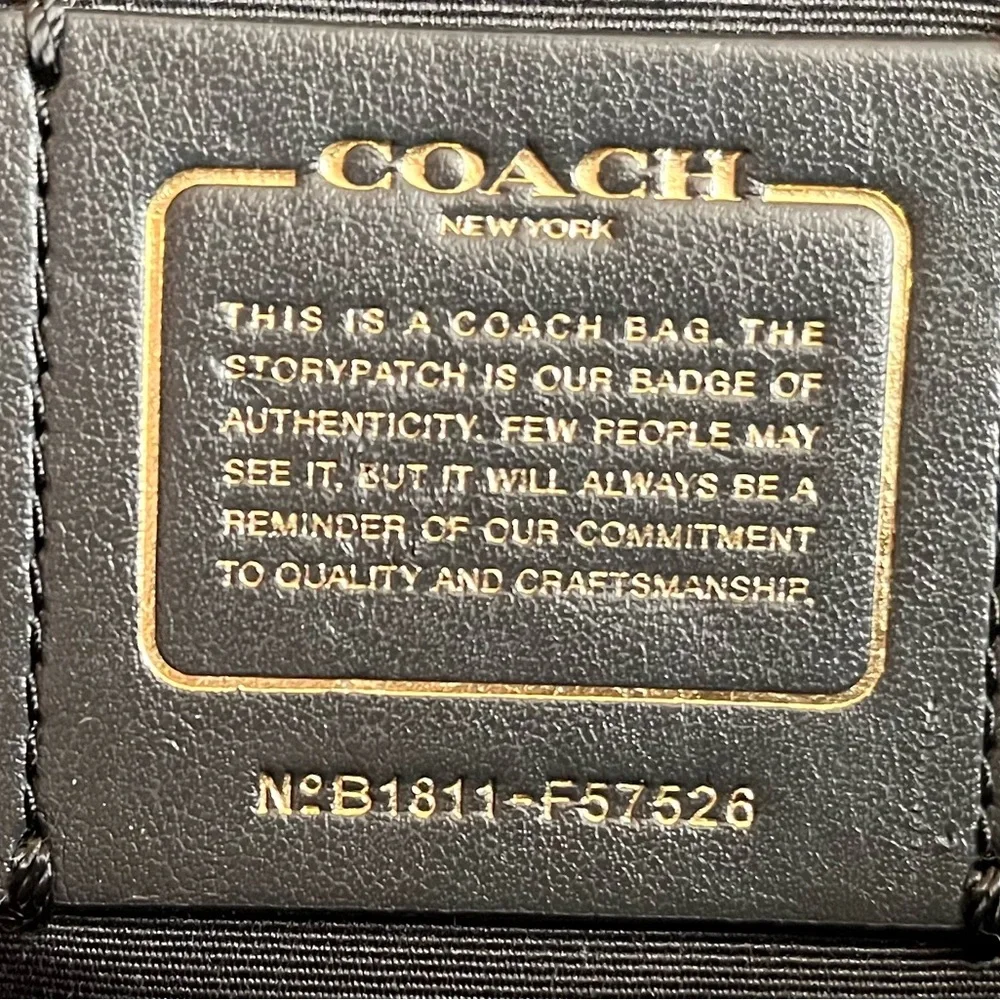 COACH
NEW YORK
THIS IS A COACH BAG. THE
STORYPATCH IS OUR BADGE OF
AUTHENTICITY. FEW PEOPLE MAY
SEE IT, BUT IT WILL ALWAYS BE A
REMINDER OF OUR COMMITMENT
TO QUALITY AND CRAFTSMANSHIP.
Nº B1811-F57526